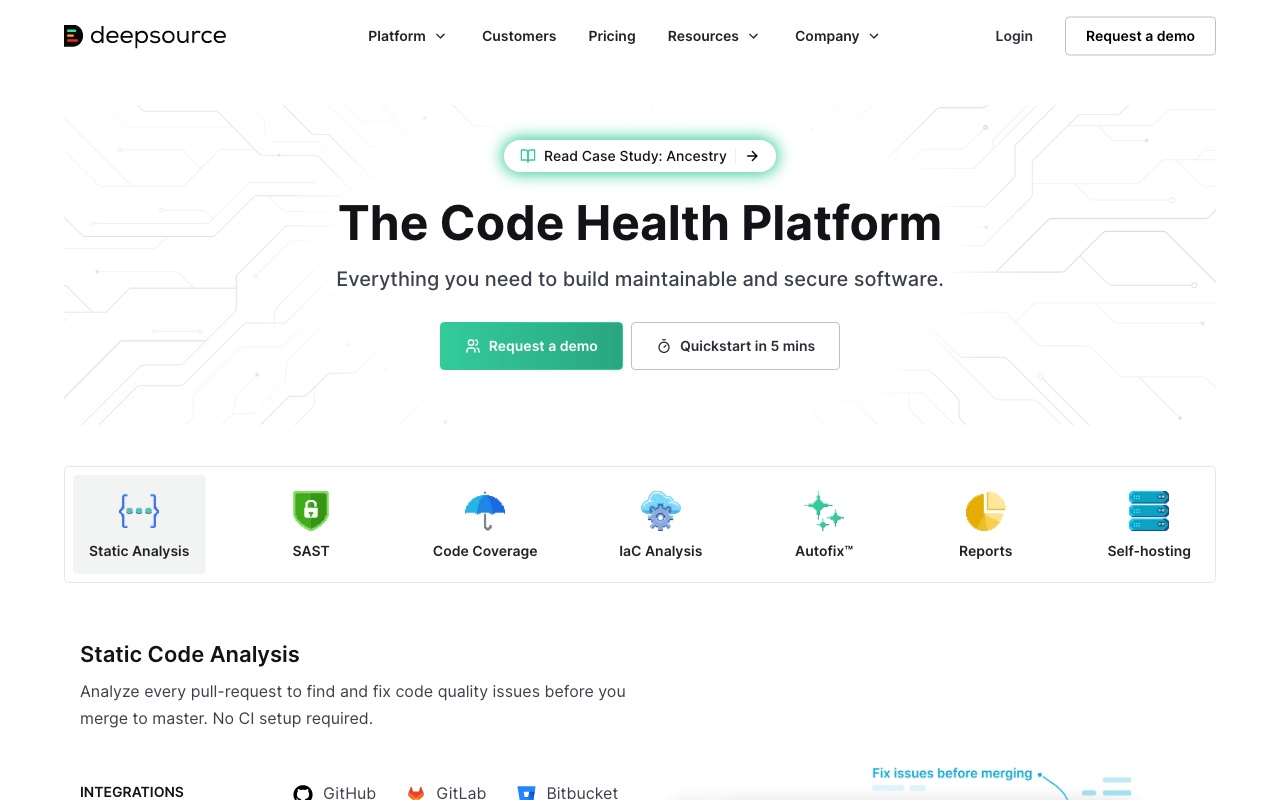 deepsource
Platform Customers Pricing Resources Company Login Request a demo
Read Case Study: Ancestry
The Code Health Platform
Everything you need to build maintainable and secure software.
Request a demo Quickstart in 5 mins
Static Analysis SAST Code Coverage IaC Analysis Autofix™ Reports Self-hosting
Static Code Analysis
Analyze every pull-request to find and fix code quality issues before you
merge to master. No CI setup required.
Fix issues before merging
INTEGRATIONS GitHub GitLab Bitbucket